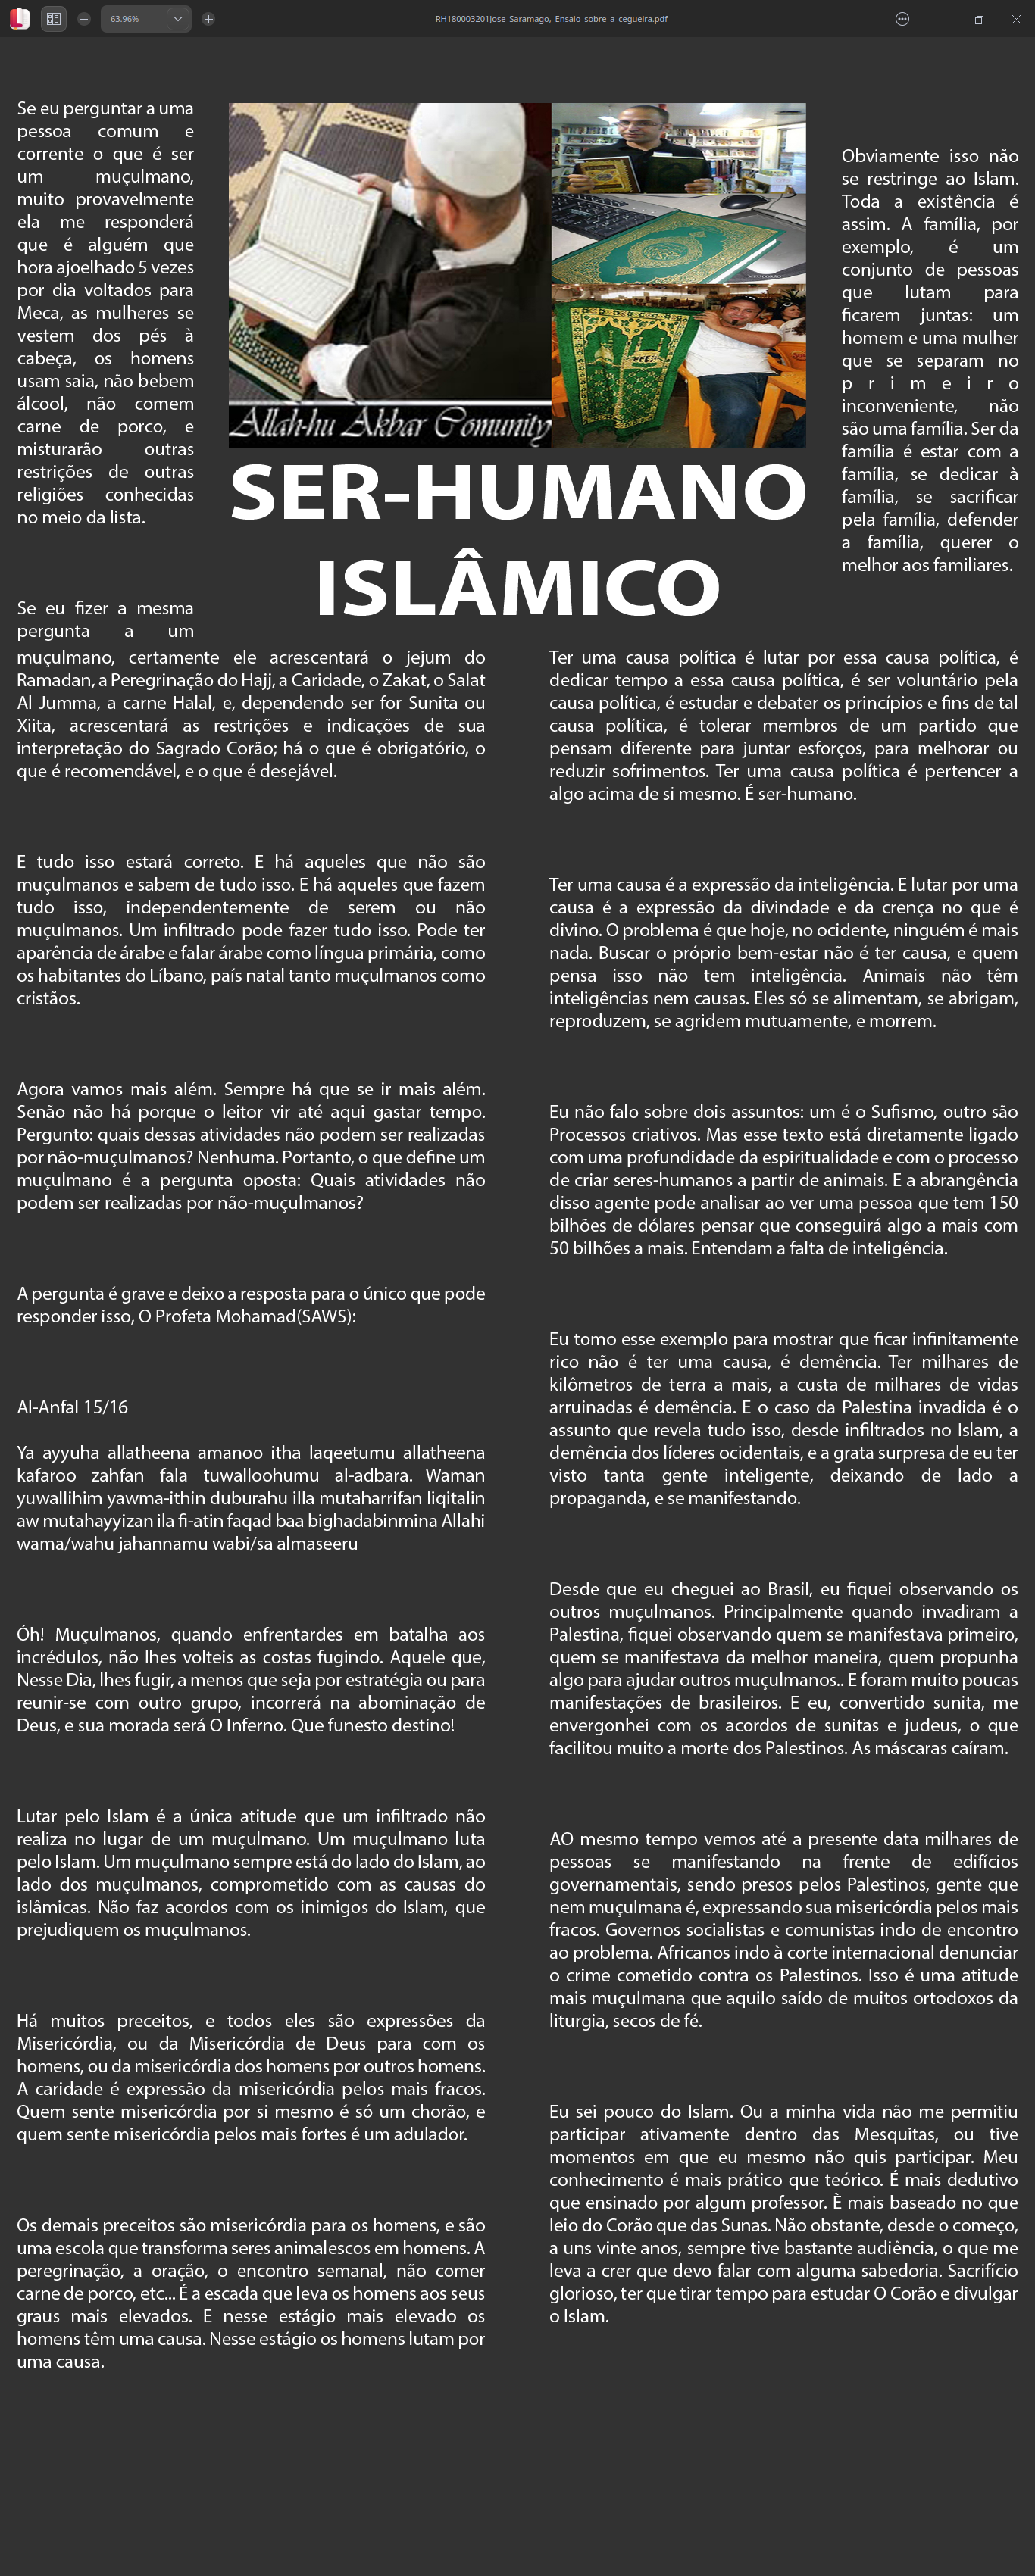 63.96%
RH180003201Jose_Saramago,_Ensaio_sobre_a_cegueira.pdf
Se eu perguntar a uma
pessoa comum e
corrente o que é ser
um muçulmano,
muito provavelmente
ela me responderá
que é alguém que
hora ajoelhado 5 vezes
por dia voltados para
Meca, as mulheres se
vestem dos pés à
cabeça, os homens
usam saia, não bebem
álcool, não comem
carne de porco, e
misturarão outras
restrições de outras
religiões conhecidas
no meio da lista.
Se eu fizer a mesma
pergunta a um
Allah-hu Akbar Comunity
SER-HUMANO
ISLÂMICO
muçulmano, certamente ele acrescentará o jejum do
Ramadan, a Peregrinação do Hajj, a Caridade, o Zakat, o Salat
Al Jumma, a carne Halal, e, dependendo ser for Sunita ou
Xiita, acrescentará as restrições e indicações de sua
interpretação do Sagrado Corão; há o que é obrigatório, o
que é recomendável, e o que é desejável.
E tudo isso estará correto. E há aqueles que não são
muçulmanos e sabem de tudo isso. E há aqueles que fazem
tudo isso, independentemente de serem ou não
muçulmanos. Um infiltrado pode fazer tudo isso. Pode ter
aparência de árabe e falar árabe como língua primária, como
os habitantes do Líbano, país natal tanto muçulmanos como
cristãos.
Agora vamos mais além. Sempre há que se ir mais além.
Senão não há porque o leitor vir até aqui gastar tempo.
Pergunto: quais dessas atividades não podem ser realizadas
por não-muçulmanos? Nenhuma. Portanto, o que define um
muçulmano é a pergunta oposta: Quais atividades não
podem ser realizadas por não-muçulmanos?
A pergunta é grave e deixo a resposta para o único que pode
responder isso, O Profeta Mohamad(SAWS):
Al-Anfal 15/16
Ya ayyuha allatheena amanoo itha laqeetumu allatheena
kafaroo zahfan fala tuwalloohumu al-adbara. Waman
yuwallihim yawma-ithin duburahu illa mutaharrifan liqitalin
aw mutahayyizan ila fi-atin faqad baa bighadabinmina Allahi
wama/wahu jahannamu wabi/sa almaseeru
Óh! Muçulmanos, quando enfrentardes em batalha aos
incrédulos, não lhes volteis as costas fugindo. Aquele que,
Nesse Dia, lhes fugir, a menos que seja por estratégia ou para
reunir-se com outro grupo, incorrerá na abominação de
Deus, e sua morada será O Inferno. Que funesto destino!
Lutar pelo Islam é a única atitude que um infiltrado não
realiza no lugar de um muçulmano. Um muçulmano luta
pelo Islam. Um muçulmano sempre está do lado do Islam, ao
lado dos muçulmanos, comprometido com as causas do
islâmicas. Não faz acordos com os inimigos do Islam, que
prejudiquem os muçulmanos.
Há muitos preceitos, e todos eles são expressões da
Misericórdia, ou da Misericórdia de Deus para com os
homens, ou da misericórdia dos homens por outros homens.
A caridade é expressão da misericórdia pelos mais fracos.
Quem sente misericórdia por si mesmo é só um chorão, e
quem sente misericórdia pelos mais fortes é um adulador.
Os demais preceitos são misericórdia para os homens, e são
uma escola que transforma seres animalescos em homens. A
peregrinação, a oração, o encontro semanal, não comer
carne de porco, etc... É a escada que leva os homens aos seus
graus mais elevados. E nesse estágio mais elevado os
homens têm uma causa. Nesse estágio os homens lutam por
uma causa.
Obviamente isso não
se restringe ao Islam.
Toda a existência é
assim. A família, por
exemplo, é um
conjunto de pessoas
que lutam para
ficarem juntas: um
homem e uma mulher
que se separam no
primeiro
inconveniente, não
são uma família. Ser da
família é estar com a
família, se dedicar à
família, se sacrificar
pela família, defender
a família, querer o
melhor aos familiares.
Ter uma causa política é lutar por essa causa política, é
dedicar tempo a essa causa política, é ser voluntário pela
causa política, é estudar e debater os princípios e fins de tal
causa política, é tolerar membros de um partido que
pensam diferente para juntar esforços, para melhorar ou
reduzir sofrimentos. Ter uma causa política é pertencer a
algo acima de si mesmo. É ser-humano.
Ter uma causa é a expressão da inteligência. E lutar por uma
causa é a expressão da divindade e da crença no que é
divino. O problema é que hoje, no ocidente, ninguém é mais
nada. Buscar o próprio bem-estar não é ter causa, e quem
pensa isso não tem inteligência. Animais não têm
inteligências nem causas. Eles só se alimentam, se abrigam,
reproduzem, se agridem mutuamente, e morrem.
Eu não falo sobre dois assuntos: um é o Sufismo, outro são
Processos criativos. Mas esse texto está diretamente ligado
com uma profundidade da espiritualidade e com o processo
de criar seres-humanos a partir de animais. E a abrangência
disso agente pode analisar ao ver uma pessoa que tem 150
bilhões de dólares pensar que conseguirá algo a mais com
50 bilhões a mais. Entendam a falta de inteligência.
Eu tomo esse exemplo para mostrar que ficar infinitamente
rico não é ter uma causa, é demência. Ter milhares de
kilômetros de terra a mais, a custa de milhares de vidas
arruinadas é demência. E o caso da Palestina invadida é o
assunto que revela tudo isso, desde infiltrados no Islam, a
demência dos líderes ocidentais, e a grata surpresa de eu ter
visto tanta gente inteligente, deixando de lado a
propaganda, e se manifestando.
Desde que eu cheguei ao Brasil, eu fiquei observando os
outros muçulmanos. Principalmente quando invadiram a
Palestina, fiquei observando quem se manifestava primeiro,
quem se manifestava da melhor maneira, quem propunha
algo para ajudar outros muçulmanos.. E foram muito poucas
manifestações de brasileiros. E eu, convertido sunita, me
envergonhei com os acordos de sunitas e judeus, o que
facilitou muito a morte dos Palestinos. As máscaras caíram.
AO mesmo tempo vemos até a presente data milhares de
pessoas se manifestando na frente de edifícios
governamentais, sendo presos pelos Palestinos, gente que
nem muçulmana é, expressando sua misericórdia pelos mais
fracos. Governos socialistas e comunistas indo de encontro
ao problema. Africanos indo à corte internacional denunciar
o crime cometido contra os Palestinos. Isso é uma atitude
mais muçulmana que aquilo saído de muitos ortodoxos da
liturgia, secos de fé.
Eu sei pouco do Islam. Ou a minha vida não me permitiu
participar ativamente dentro das Mesquitas, ou tive
momentos em que eu mesmo não quis participar. Meu
conhecimento é mais prático que teórico. É mais dedutivo
que ensinado por algum professor. È mais baseado no que
leio do Corão que das Sunas. Não obstante, desde o começo,
a uns vinte anos, sempre tive bastante audiência, o que me
leva a crer que devo falar com alguma sabedoria. Sacrifício
glorioso, ter que tirar tempo para estudar O Corão e divulgar
o Islam.